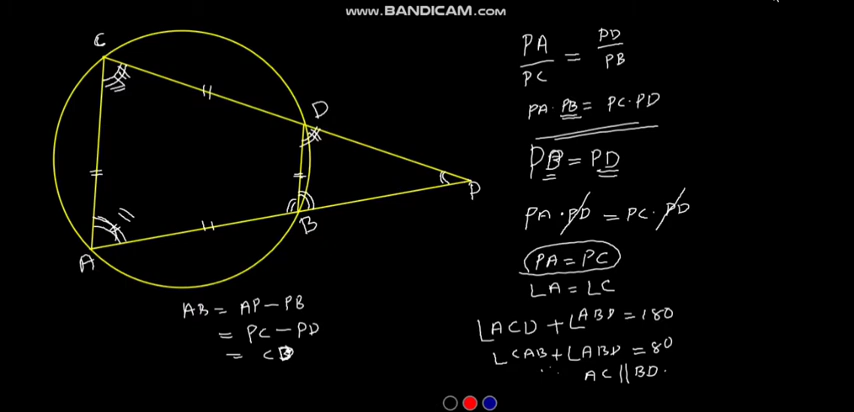 WWW.BANDICAM.COM
C
D
P
B
A
PA/PC = PD/PB
PA · PB = PC · PD
PB = PD
PA · PD = PC · PD
PA = PC
∠A = ∠C
∠ACD + ∠ABD = 180
∠CAB + ∠ABD = 80
∴ AC || BD.
AB = AP - PB
= PC - PD
= CD